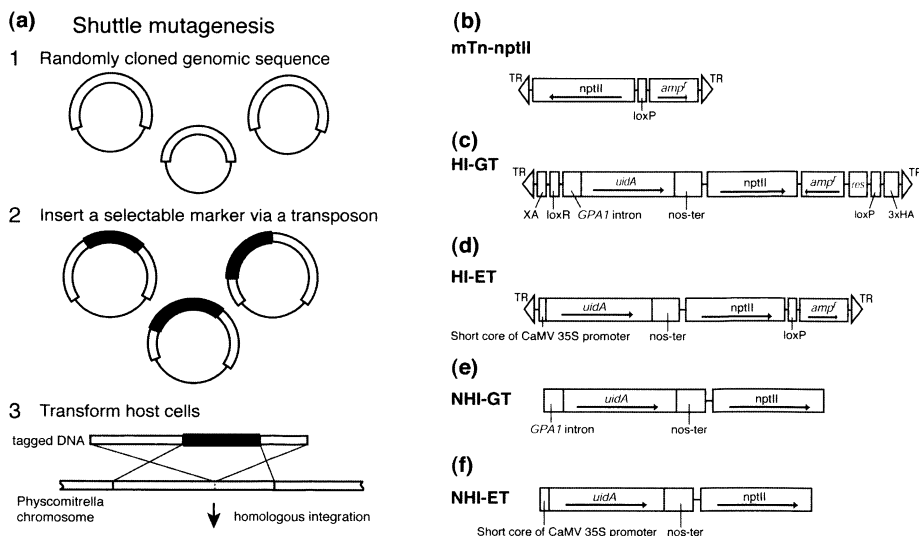 (a) Shuttle mutagenesis
1 Randomly cloned genomic sequence
2 Insert a selectable marker via a transposon
3 Transform host cells
tagged DNA
Physcomitrella
chromosome
homologous integration
(b)
mTn-nptII
TR
nptII
amp^r
TR
loxP
(c)
HI-GT
TR
uidA
nptII
amp^r
res
TR
XA
loxR
GPA1 intron
nos-ter
loxP
3xHA
(d)
HI-ET
TR
uidA
nptII
amp^r
TR
Short core of CaMV 35S promoter
nos-ter
loxP
(e)
NHI-GT
uidA
nptII
GPA1 intron
nos-ter
(f)
NHI-ET
uidA
nptII
Short core of CaMV 35S promoter
nos-ter